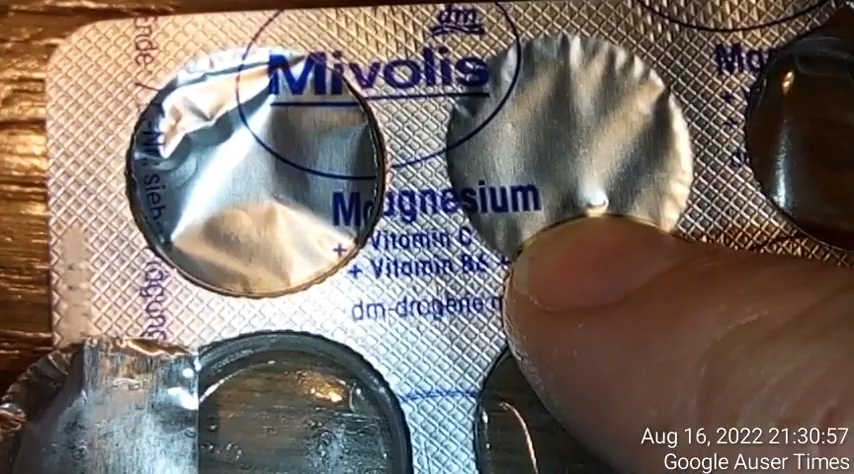 dm
Mivolis
Magnesium
+ Vitamin C
+ Vitamin B6 +
dm-drogerie
Aug 16, 2022 21:30:57
Google Auser Times